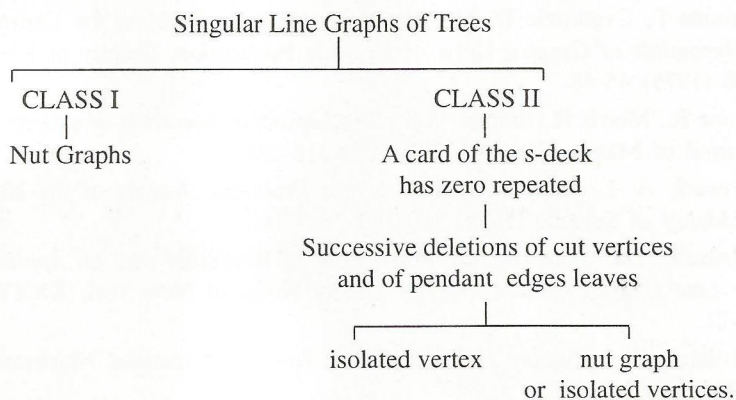 Singular Line Graphs of Trees
CLASS I
Nut Graphs
CLASS II
A card of the s-deck
has zero repeated
Successive deletions of cut vertices
and of pendant edges leaves
isolated vertex
nut graph
or isolated vertices.